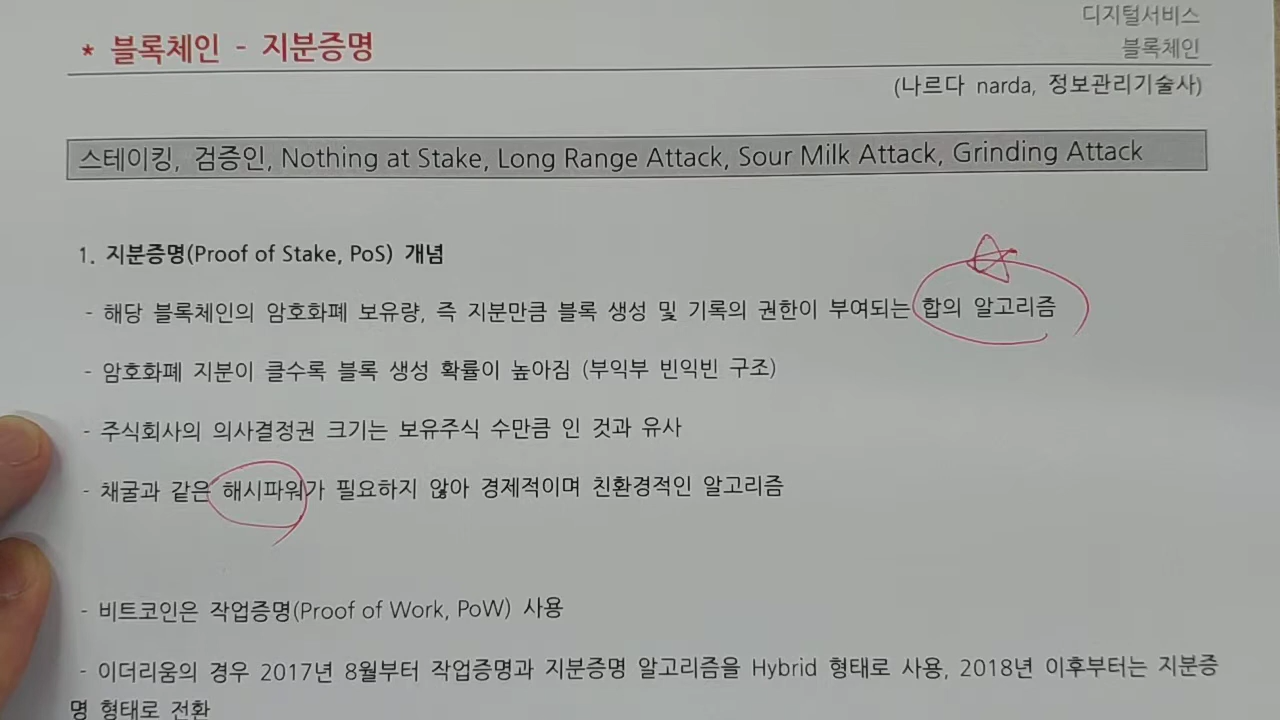 디지털서비스
* 블록체인 - 지분증명
블록체인
(나르다 narda, 정보관리기술사)
스테이킹, 검증인, Nothing at Stake, Long Range Attack, Sour Milk Attack, Grinding Attack
1. 지분증명(Proof of Stake, PoS) 개념
- 해당 블록체인의 암호화폐 보유량, 즉 지분만큼 블록 생성 및 기록의 권한이 부여되는 합의 알고리즘
- 암호화폐 지분이 클수록 블록 생성 확률이 높아짐 (부익부 빈익빈 구조)
- 주식회사의 의사결정권 크기는 보유주식 수만큼 인 것과 유사
- 채굴과 같은 해시파워가 필요하지 않아 경제적이며 친환경적인 알고리즘
- 비트코인은 작업증명(Proof of Work, PoW) 사용
- 이더리움의 경우 2017년 8월부터 작업증명과 지분증명 알고리즘을 Hybrid 형태로 사용, 2018년 이후부터는 지분증
명 형태로 전환